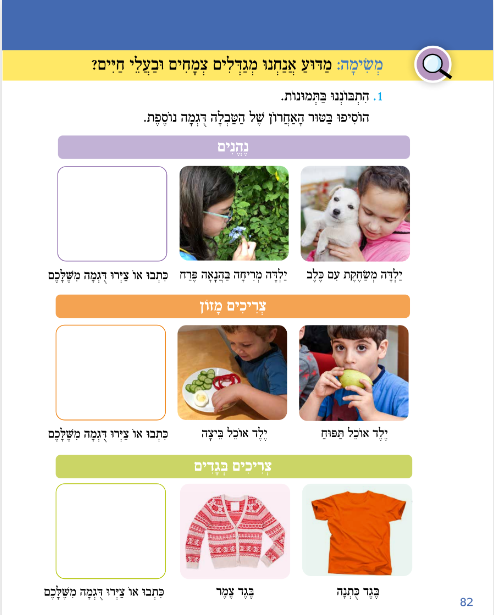 מְשִׂימָה: מַדּוּעַ אֲנַחְנוּ מְגַדְּלִים צְמָחִים וּבַעֲלֵי חַיִּים?
1. הִתְבּוֹנְנוּ בַּתְּמוּנוֹת.
הוֹסִיפוּ בַּטּוּר הָאַחֲרוֹן שֶׁל הַטַּבְלָה דֻּגְמָה נוֹסֶפֶת.
נֶהֱנִים
יַלְדָּה מְשַׂחֶקֶת עִם כֶּלֶב
יַלְדָּה מְרִיחָה בַּהֲנָאָה פֶּרַח
כִּתְבוּ אוֹ צַיְּרוּ דֻּגְמָה מִשֶּׁלָּכֶם
צְרִיכִים מָזוֹן
יֶלֶד אוֹכֵל תַּפּוּחַ
יֶלֶד אוֹכֵל בֵּיצָה
כִּתְבוּ אוֹ צַיְּרוּ דֻּגְמָה מִשֶּׁלָּכֶם
צְרִיכִים בְּגָדִים
בֶּגֶד כֻּתְנָה
בֶּגֶד צֶמֶר
כִּתְבוּ אוֹ צַיְּרוּ דֻּגְמָה מִשֶּׁלָּכֶם
82